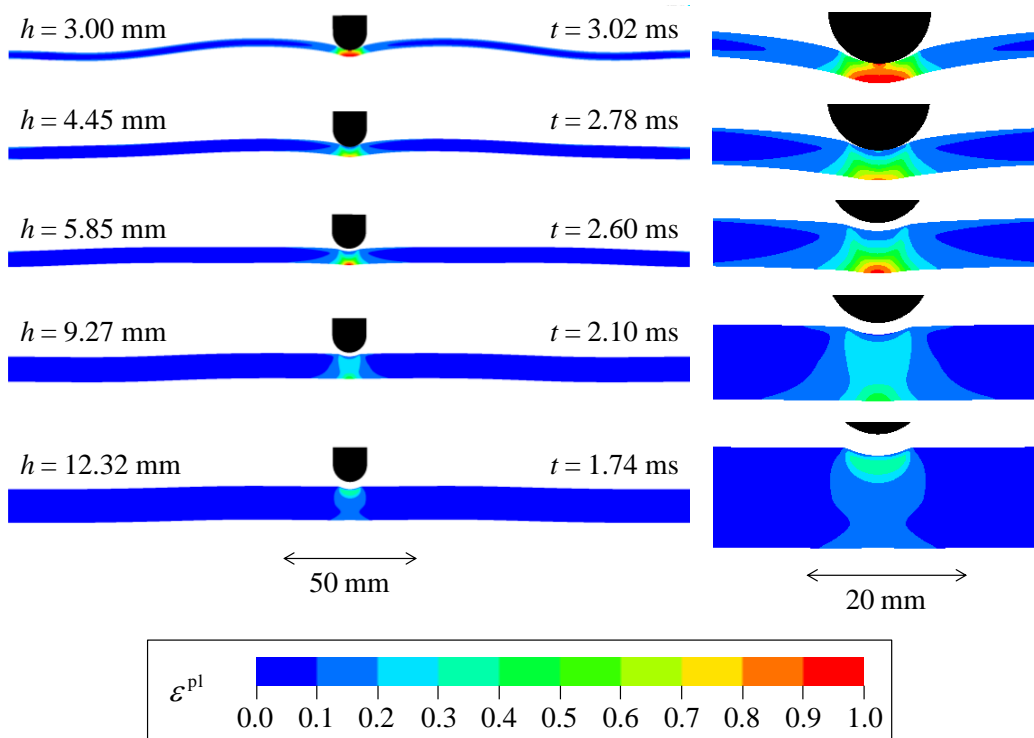 h = 3.00 mm t = 3.02 ms
h = 4.45 mm t = 2.78 ms
h = 5.85 mm t = 2.60 ms
h = 9.27 mm t = 2.10 ms
h = 12.32 mm t = 1.74 ms
50 mm 20 mm
ε^pl
0.0 0.1 0.2 0.3 0.4 0.5 0.6 0.7 0.8 0.9 1.0